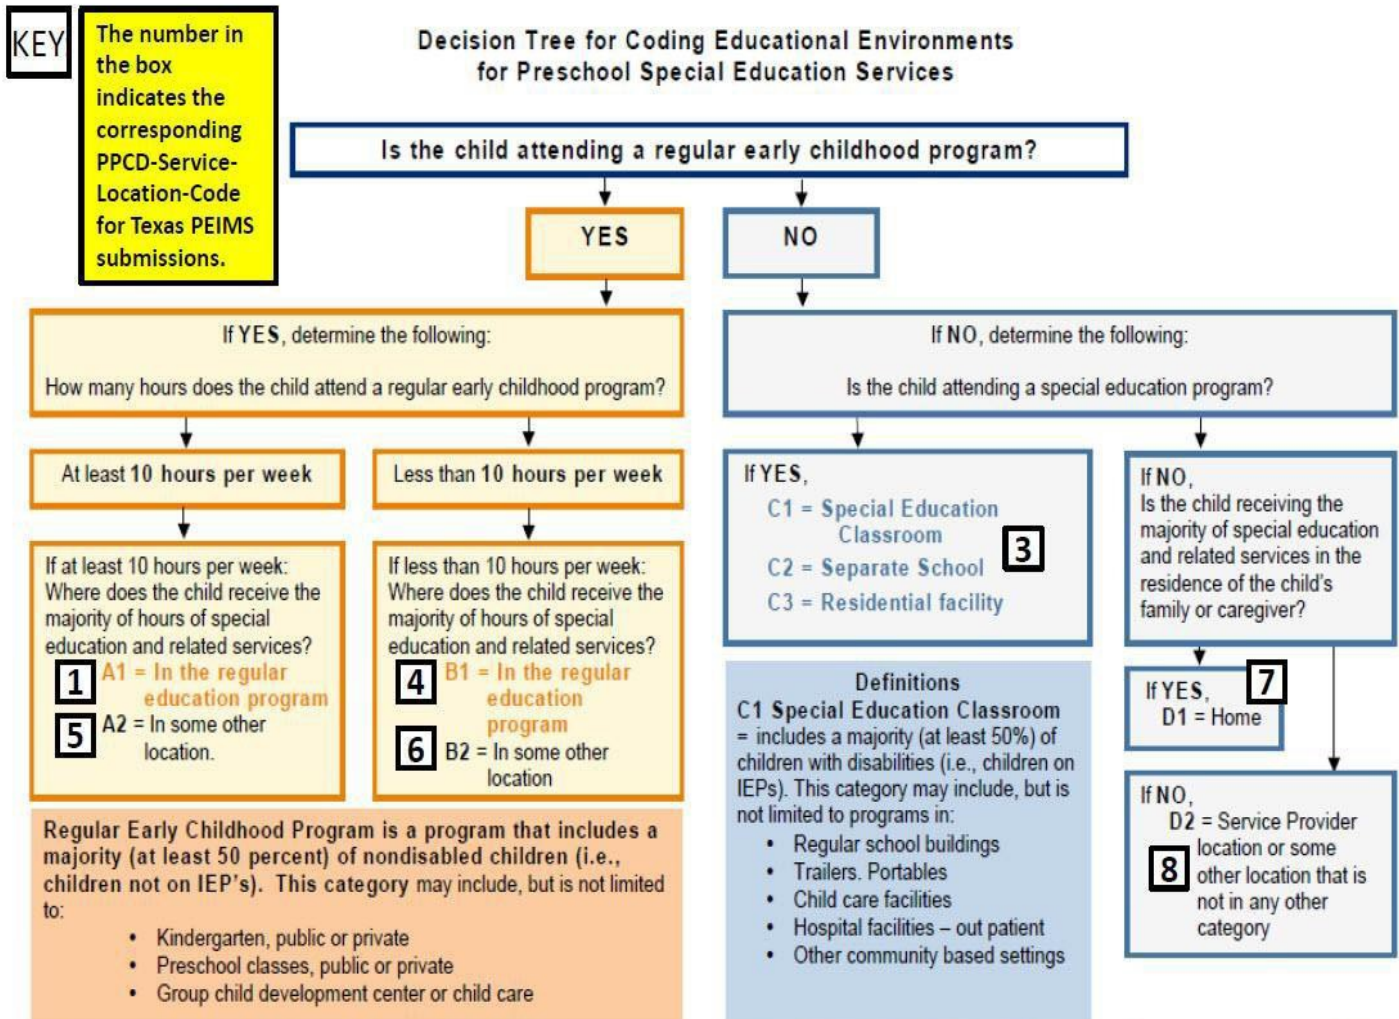 KEY
The number in
the box
indicates the
corresponding
PPCD-Service-
Location-Code
for Texas PEIMS
submissions.
Decision Tree for Coding Educational Environments
for Preschool Special Education Services
Is the child attending a regular early childhood program?
YES
NO
If YES, determine the following:
How many hours does the child attend a regular early childhood program?
At least 10 hours per week
Less than 10 hours per week
If at least 10 hours per week:
Where does the child receive the
majority of hours of special
education and related services?
1 A1 = In the regular
education program
5 A2 = In some other
location.
If less than 10 hours per week:
Where does the child receive the
majority of hours of special
education and related services?
4 B1 = In the regular
education
program
6 B2 = In some other
location
Regular Early Childhood Program is a program that includes a
majority (at least 50 percent) of nondisabled children (i.e.,
children not on IEP's). This category may include, but is not limited
to:
• Kindergarten, public or private
• Preschool classes, public or private
• Group child development center or child care
If NO, determine the following:
Is the child attending a special education program?
If YES,
C1 = Special Education
Classroom
3
C2 = Separate School
C3 = Residential facility
Definitions
C1 Special Education Classroom
= includes a majority (at least 50%) of
children with disabilities (i.e., children on
IEPs). This category may include, but is
not limited to programs in:
• Regular school buildings
• Trailers. Portables
• Child care facilities
• Hospital facilities – out patient
• Other community based settings
If NO,
Is the child receiving the
majority of special education
and related services in the
residence of the child's
family or caregiver?
If YES, 7
D1 = Home
If NO,
D2 = Service Provider
location or some
8 other location that is
not in any other
category